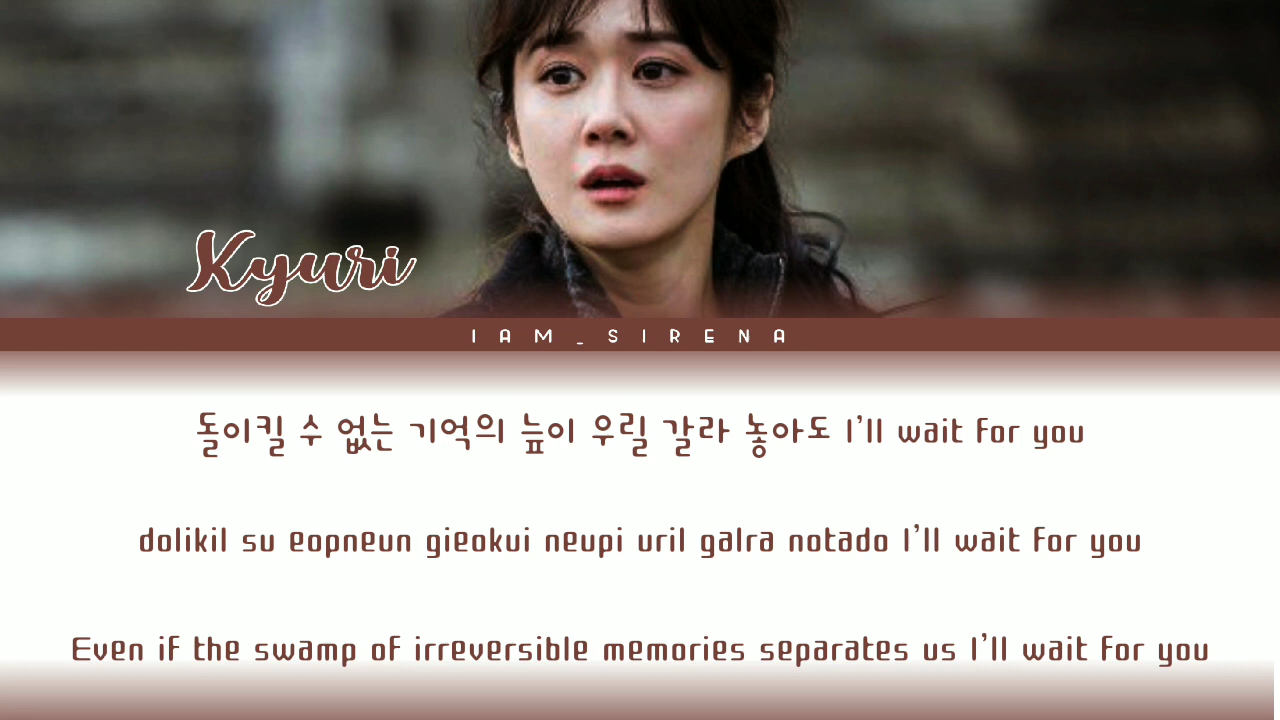 Kyuri
IAM_SIRENA
돌이킬 수 없는 기억의 늪이 우릴 갈라 놓아도 I'll wait for you
dolikil su eopneun gieokui neupi uril galra notado I'll wait for you
Even if the swamp of irreversible memories separates us I'll wait for you